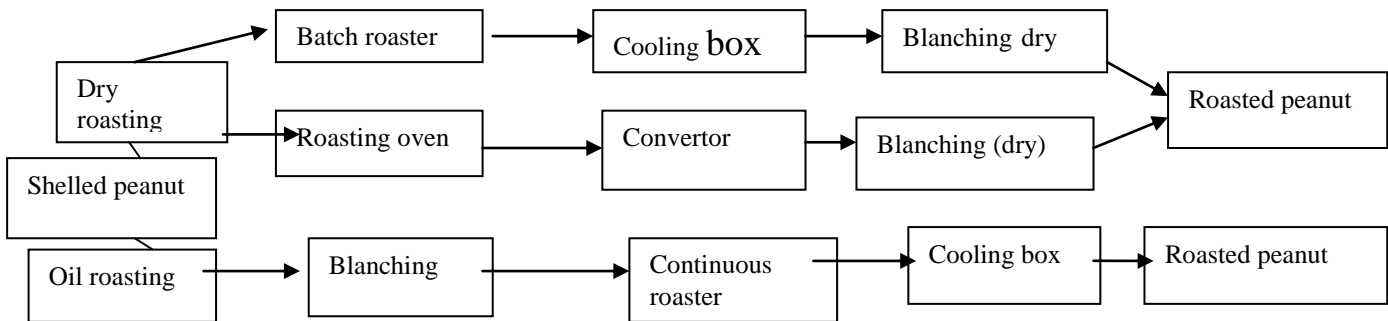 Batch roaster
Cooling box
Blanching dry
Dry
roasting
Roasted peanut
Roasting oven
Convertor
Blanching (dry)
Shelled peanut
Oil roasting
Blanching
Continuous
roaster
Cooling box
Roasted peanut